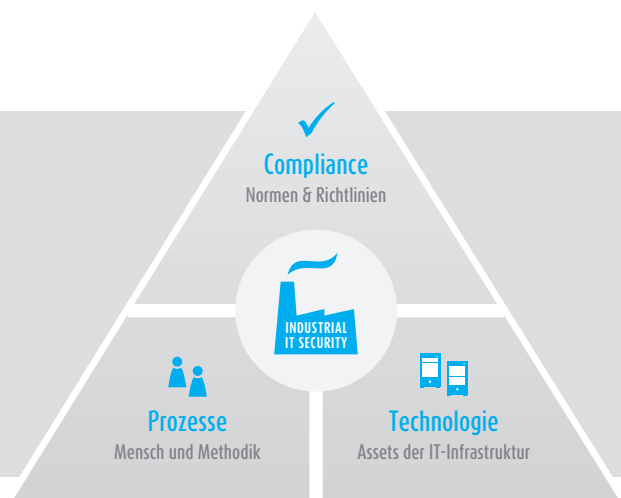 Compliance
Normen & Richtlinien
INDUSTRIAL
IT SECURITY
Prozesse
Mensch und Methodik
Technologie
Assets der IT-Infrastruktur